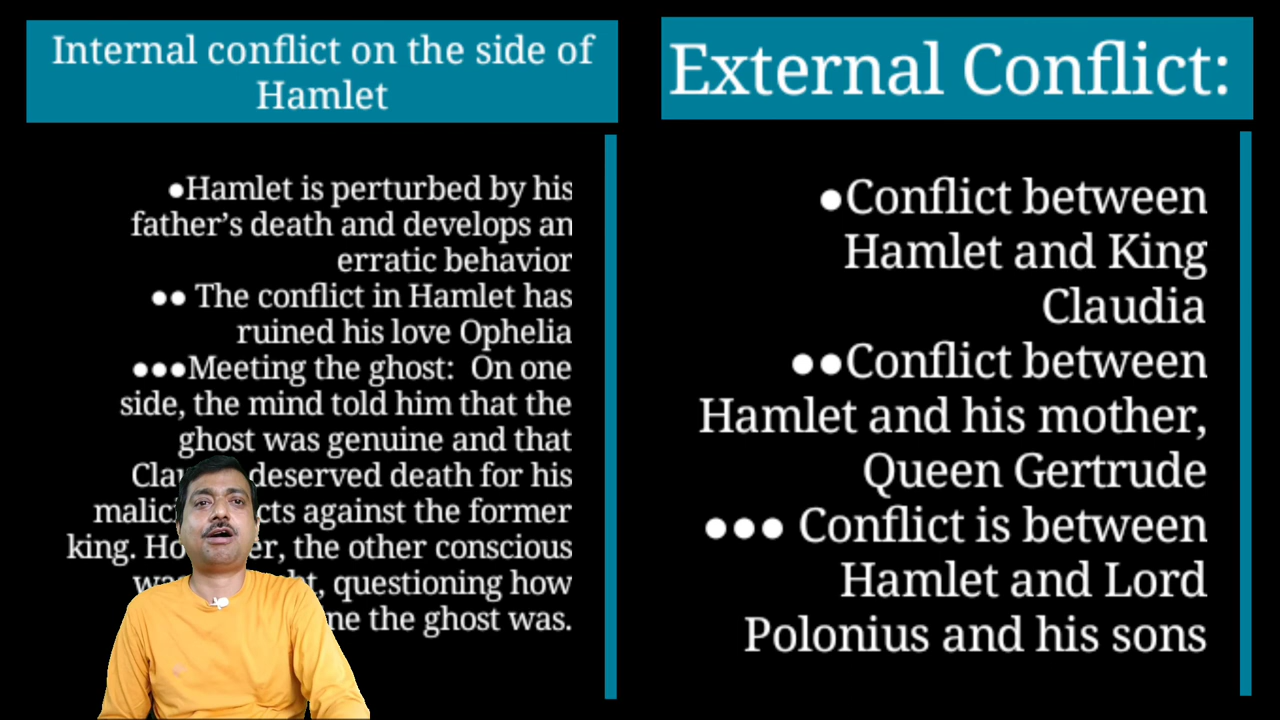 Internal conflict on the side of
Hamlet
●Hamlet is perturbed by his
father’s death and develops an
erratic behavior
●● The conflict in Hamlet has
ruined his love Ophelia
●●●Meeting the ghost: On one
side, the mind told him that the
ghost was genuine and that
deserved death for his
against the former
king. the other conscious
questioning how
the ghost was.
External Conflict:
●Conflict between
Hamlet and King
Claudia
●●Conflict between
Hamlet and his mother,
Queen Gertrude
●●● Conflict is between
Hamlet and Lord
Polonius and his sons